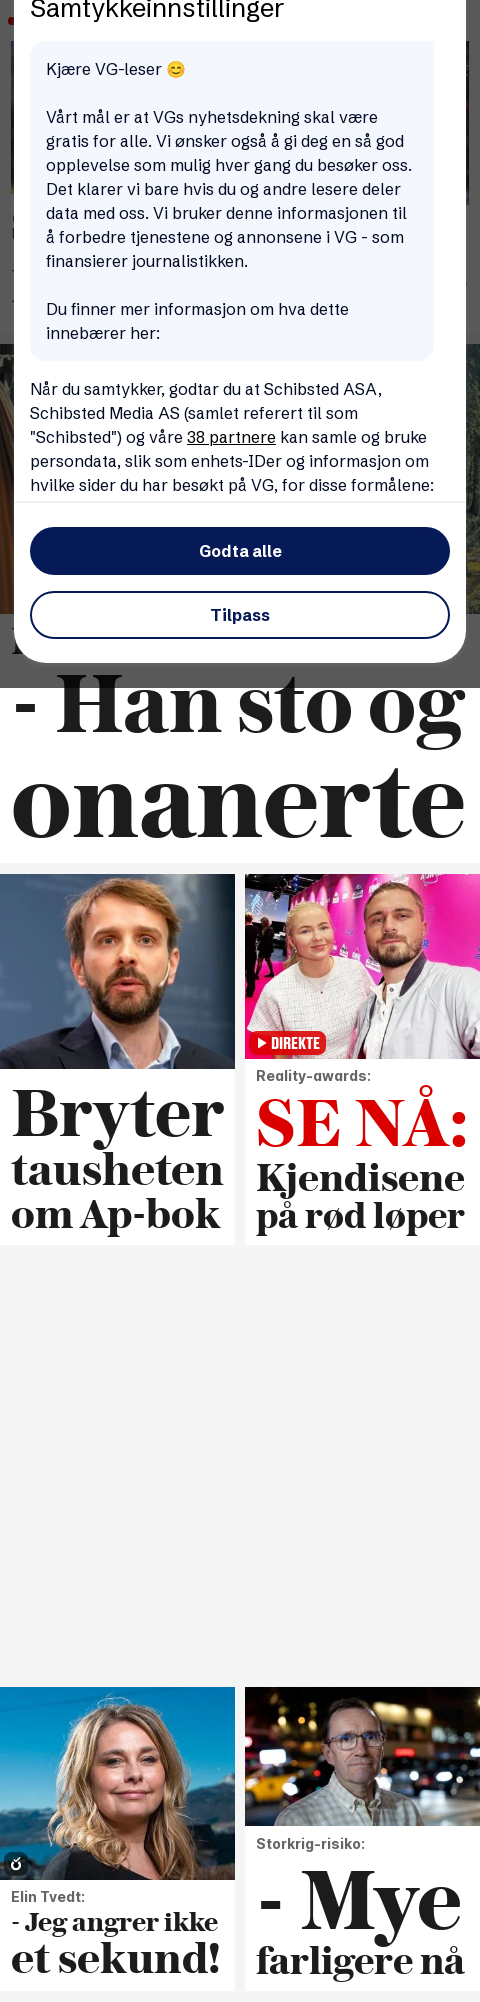 Samtykkeinnstillinger
Kjære VG-leser 😊
Vårt mål er at VGs nyhetsdekning skal være
gratis for alle. Vi ønsker også å gi deg en så god
opplevelse som mulig hver gang du besøker oss.
Det klarer vi bare hvis du og andre lesere deler
data med oss. Vi bruker denne informasjonen til
å forbedre tjenestene og annonsene i VG - som
finansierer journalistikken.
Du finner mer informasjon om hva dette
innebærer her:
Når du samtykker, godtar du at Schibsted ASA,
Schibsted Media AS (samlet referert til som
"Schibsted") og våre 38 partnere kan samle og bruke
persondata, slik som enhets-IDer og informasjon om
hvilke sider du har besøkt på VG, for disse formålene:
Godta alle
Tilpass
- Han sto og
onanerte
Bryter
tausheten
om Ap-bok
DIREKTE
Reality-awards:
SE NÅ:
Kjendisene
på rød løper
Elin Tvedt:
- Jeg angrer ikke
et sekund!
Storkrig-risiko:
- Mye
farligere nå